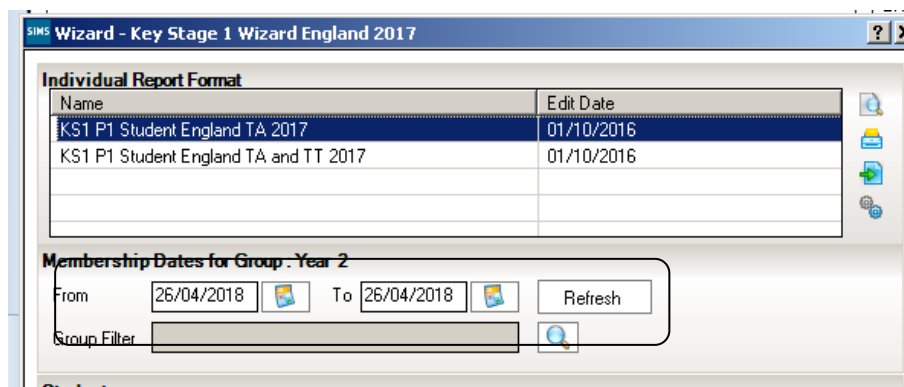 SIMS Wizard - Key Stage 1 Wizard England 2017 ?
Individual Report Format
Name Edit Date
KS1 P1 Student England TA 2017 01/10/2016
KS1 P1 Student England TA and TT 2017 01/10/2016
Membership Dates for Group : Year 2
From 26/04/2018 To 26/04/2018 Refresh
Group Filter